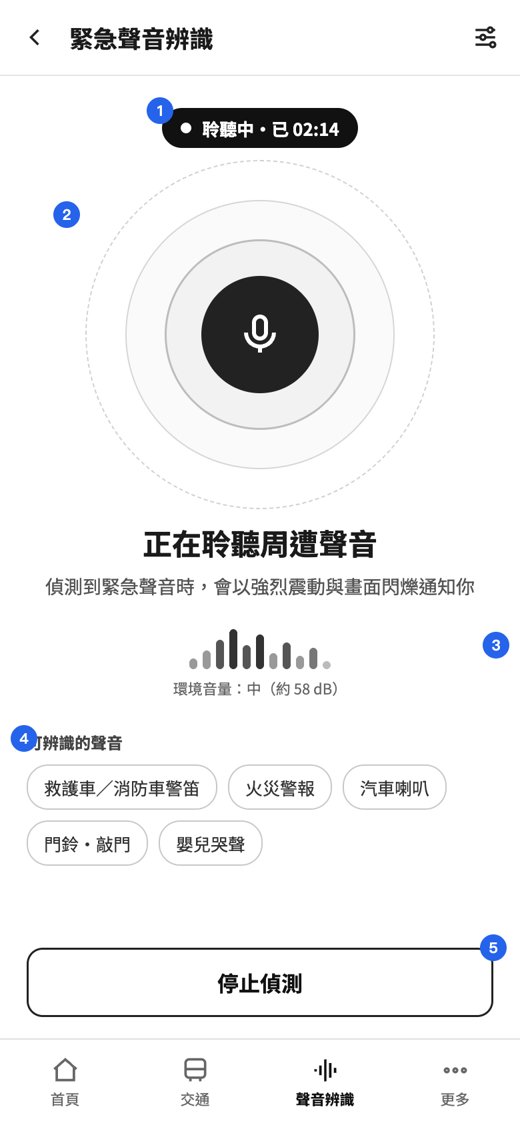 緊急聲音辨識
1
聆聽中・已 02:14
2
正在聆聽周遭聲音
偵測到緊急聲音時，會以強烈震動與畫面閃爍通知你
3
環境音量：中（約 58 dB）
4
可辨識的聲音
救護車／消防車警笛 火災警報 汽車喇叭
門鈴・敲門 嬰兒哭聲
5
停止偵測
首頁 交通 聲音辨識 更多